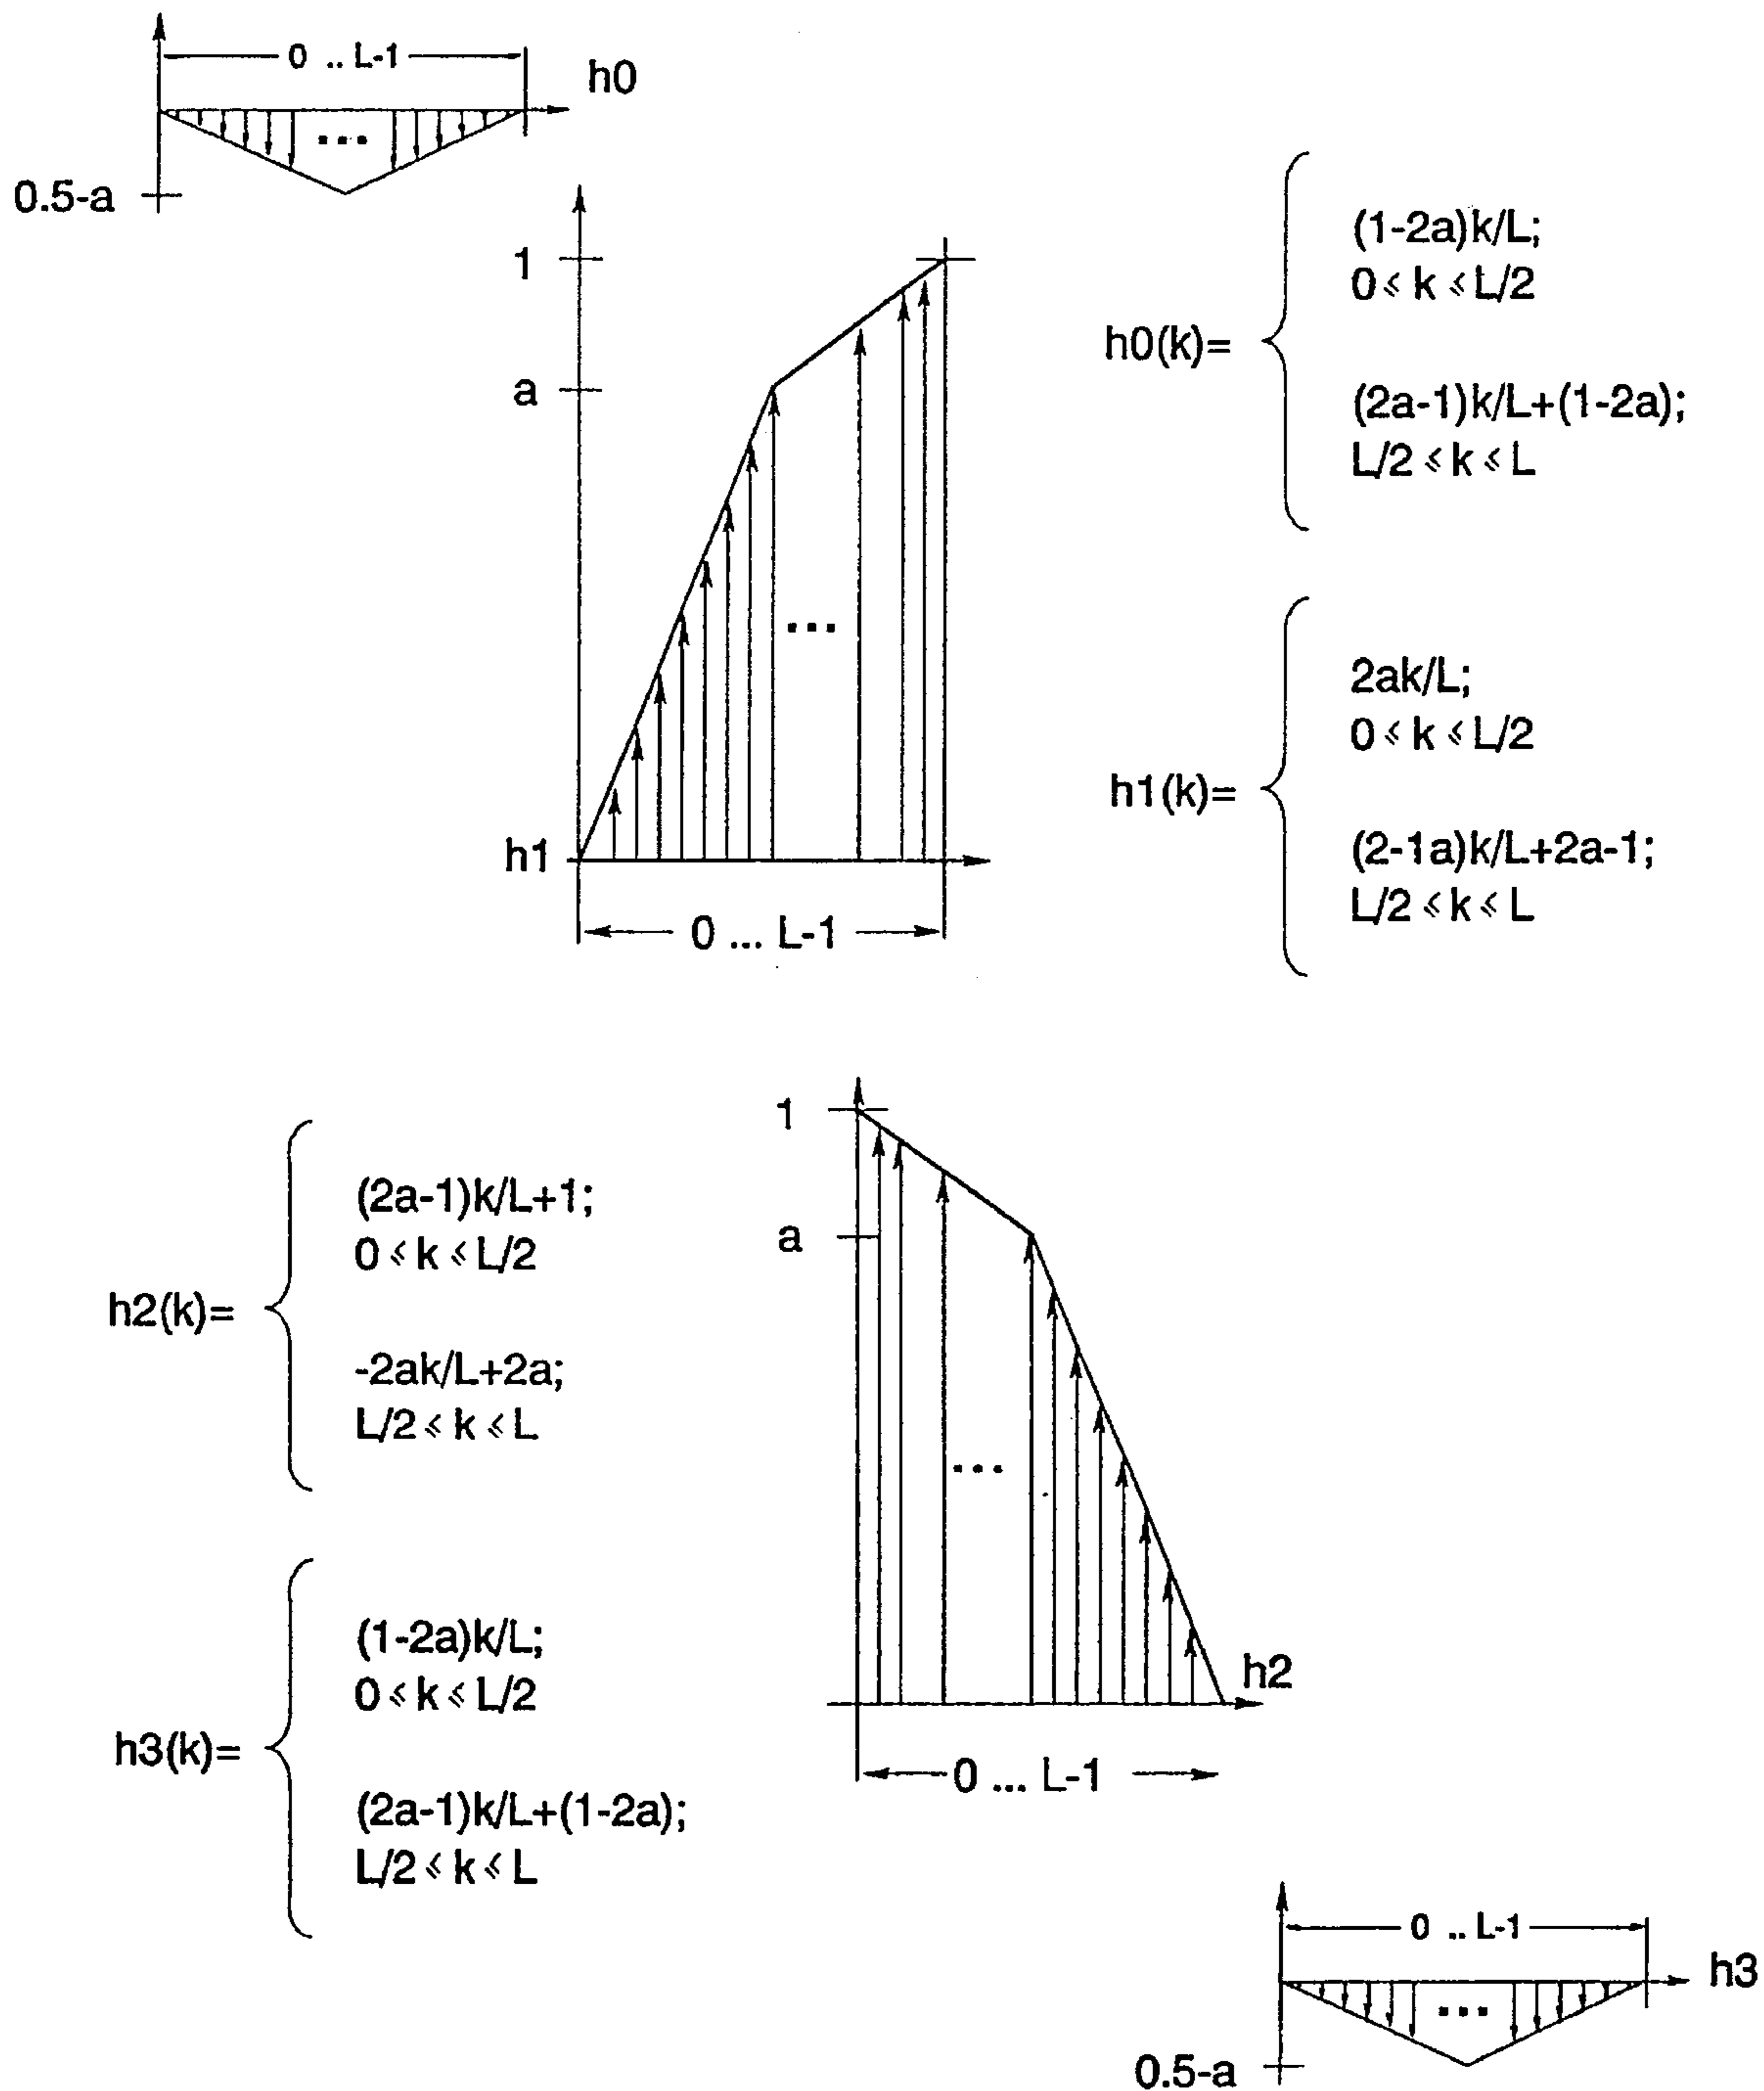 0 .. L-1
h0
0.5-a
1
a
...
h1
0 ... L-1
h0(k)=
(1-2a)k/L;
0 ≤ k ≤ L/2
(2a-1)k/L+(1-2a);
L/2 ≤ k ≤ L
h1(k)=
2ak/L;
0 ≤ k ≤ L/2
(2-1a)k/L+2a-1;
L/2 ≤ k ≤ L
h2(k)=
(2a-1)k/L+1;
0 ≤ k ≤ L/2
-2ak/L+2a;
L/2 ≤ k ≤ L
1
a
...
h2
0 ... L-1
h3(k)=
(1-2a)k/L;
0 ≤ k ≤ L/2
(2a-1)k/L+(1-2a);
L/2 ≤ k ≤ L
0 .. L-1
h3
...
0.5-a